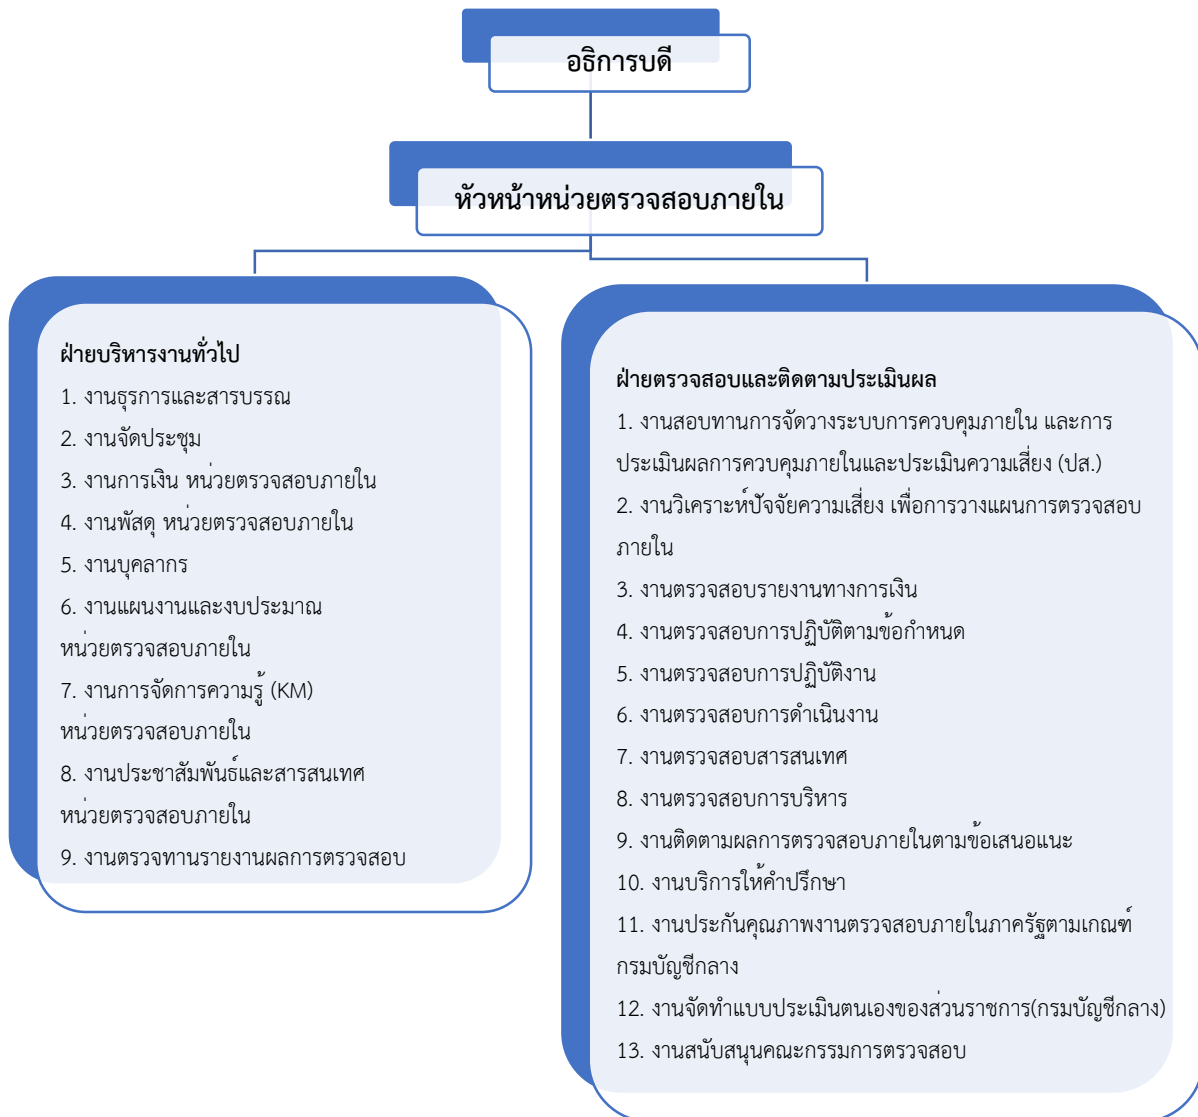 อธิการบดี
หัวหน้าหน่วยตรวจสอบภายใน
ฝ่ายบริหารงานทั่วไป
1. งานธุรการและสารบรรณ
2. งานจัดประชุม
3. งานการเงิน หน่วยตรวจสอบภายใน
4. งานพัสดุ หน่วยตรวจสอบภายใน
5. งานบุคลากร
6. งานแผนงานและงบประมาณ
หน่วยตรวจสอบภายใน
7. งานการจัดการความรู้ (KM)
หน่วยตรวจสอบภายใน
8. งานประชาสัมพันธ์และสารสนเทศ
หน่วยตรวจสอบภายใน
9. งานตรวจทานรายงานผลการตรวจสอบ
ฝ่ายตรวจสอบและติดตามประเมินผล
1. งานสอบทานการจัดวางระบบการควบคุมภายใน และการ
ประเมินผลการควบคุมภายในและประเมินความเสี่ยง (ปส.)
2. งานวิเคราะห์ปัจจัยความเสี่ยง เพื่อการวางแผนการตรวจสอบ
ภายใน
3. งานตรวจสอบรายงานทางการเงิน
4. งานตรวจสอบการปฏิบัติตามข้อกำหนด
5. งานตรวจสอบการปฏิบัติงาน
6. งานตรวจสอบการดำเนินงาน
7. งานตรวจสอบสารสนเทศ
8. งานตรวจสอบการบริหาร
9. งานติดตามผลการตรวจสอบภายในตามข้อเสนอแนะ
10. งานบริการให้คำปรึกษา
11. งานประกันคุณภาพงานตรวจสอบภายในภาครัฐตามเกณฑ์
กรมบัญชีกลาง
12. งานจัดทำแบบประเมินตนเองของส่วนราชการ(กรมบัญชีกลาง)
13. งานสนับสนุนคณะกรรมการตรวจสอบ